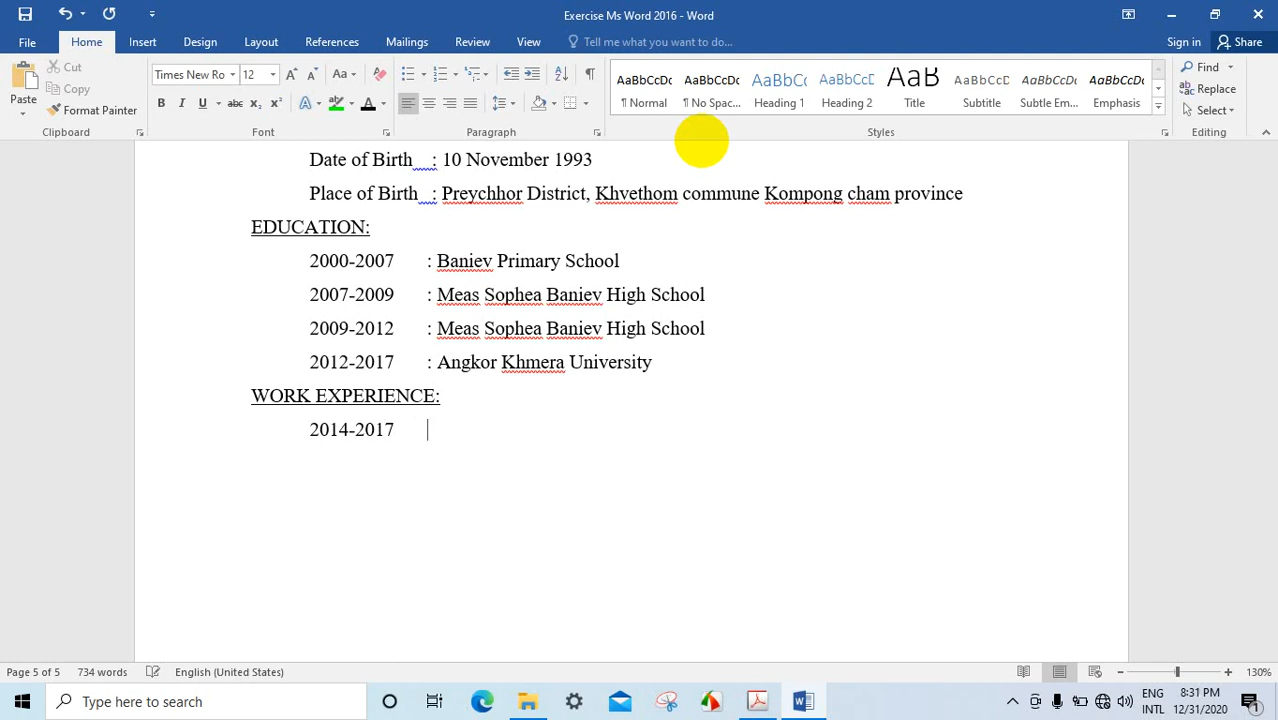 Exercise Word 2016 - Word
File Home Insert Design Layout References Mailings Review View Tell me what you want to do... Sign in Share
Paste Cut Copy Format Painter Clipboard
Times New Ro 12 Aa Font
Paragraph
AaBbCcDc AaBbCcDc AaBbCc AaBbCcD AaB AaBbCcD AaBbCcDc AaBbCcDc
¶ Normal ¶ No Spac... Heading Heading 2 Title Subtitle Subtle Em... Emphasis
Styles
Find Replace Select Editing
Date of Birth : 10 November 1993
Place of Birth : Preychhor District, Khvethom commune Kompong cham province
EDUCATION:
2000-2007 : Baniev Primary School
2007-2009 : Meas Sophea Baniev High School
2009-2012 : Meas Sophea Baniev High School
2012-2017 : Angkor Khmera University
WORK EXPERIENCE:
2014-2017
Page 5 of 5 734 words English (United States) 130%
Type here to search
ENG 8:31 PM
INTL 12/31/2020 1